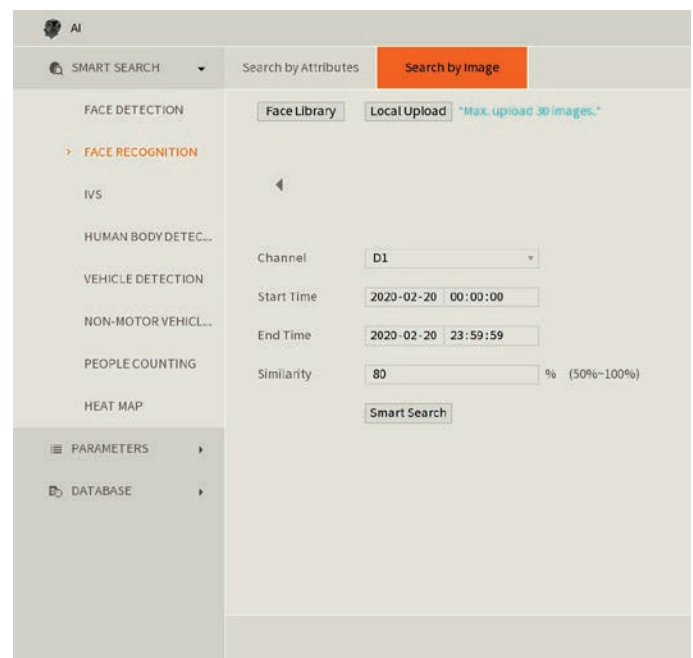 AI
SMART SEARCH
Search by Attributes
Search by Image
FACE DETECTION
Face Library
Local Upload
"Max. upload 30 images."
FACE RECOGNITION
IVS
HUMAN BODY DETEC...
Channel
D1
VEHICLE DETECTION
Start Time
2020-02-20 00:00:00
NON-MOTOR VEHICL...
End Time
2020-02-20 23:59:59
PEOPLE COUNTING
Similarity
80
% (50%~100%)
HEAT MAP
Smart Search
PARAMETERS
DATABASE